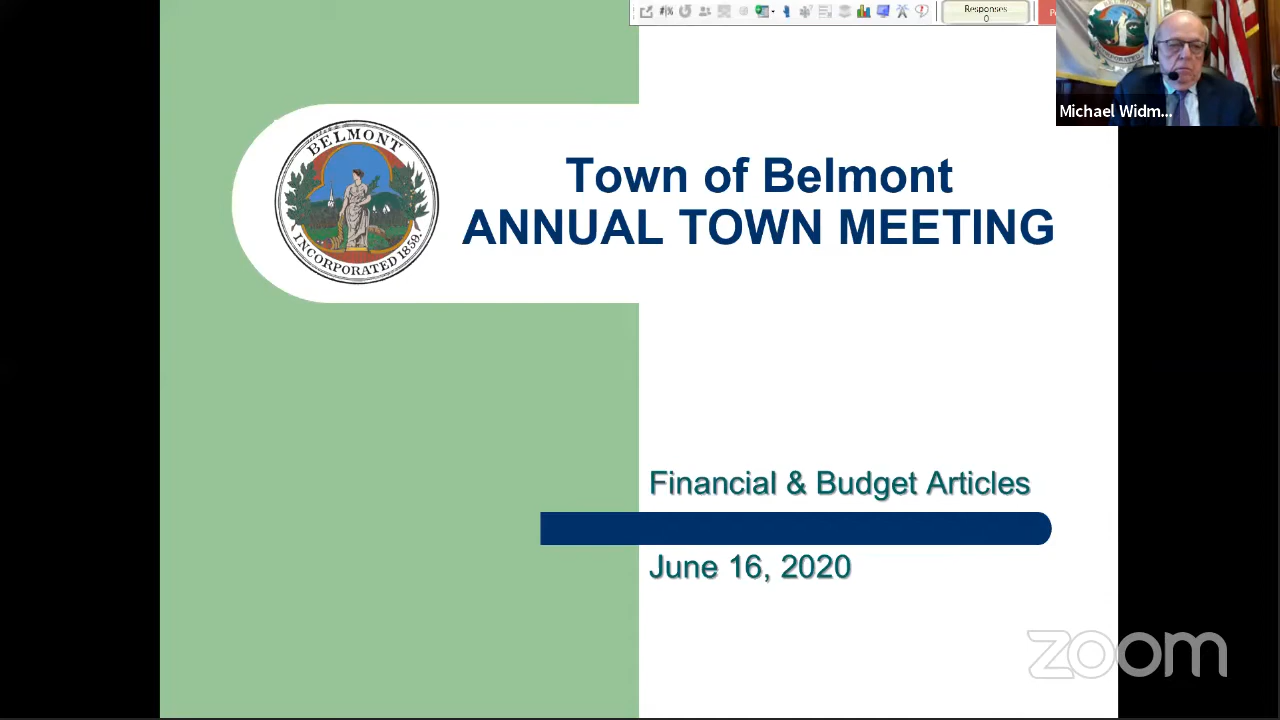 Responses
0
Michael Widm...
BELMONT
INCORPORATED 1859.
Town of Belmont
ANNUAL TOWN MEETING
Financial & Budget Articles
June 16, 2020
zoom